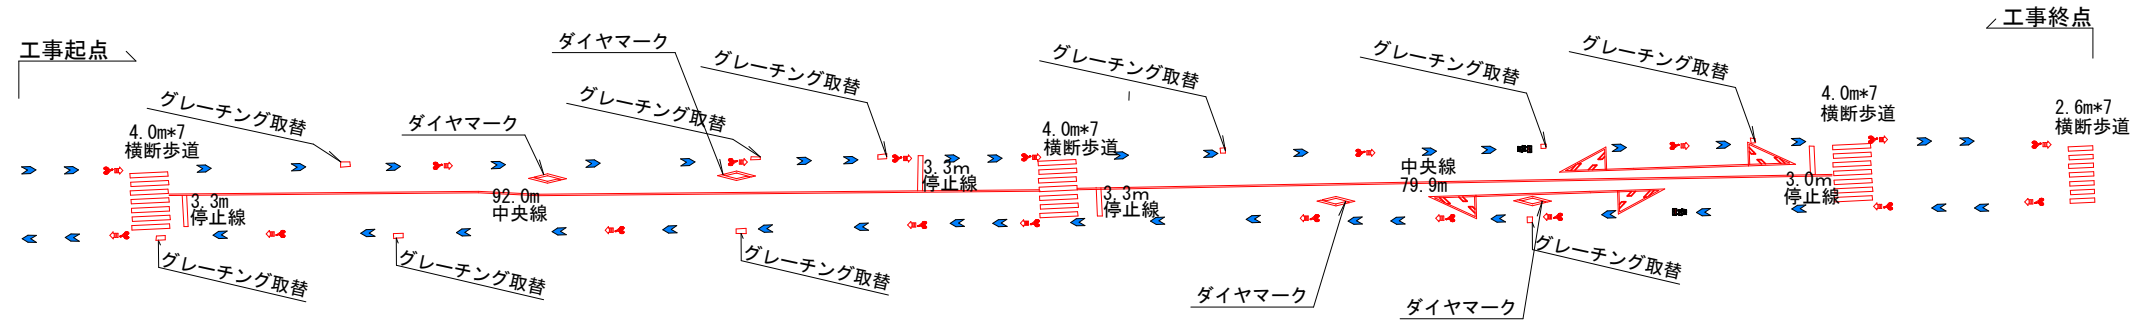 工事起点
工事終点
ダイヤマーク
グレーチング取替
グレーチング取替
グレーチング取替
グレーチング取替
グレーチング取替
グレーチング取替
ダイヤマーク
4.0m*7
横断歩道
4.0m*7
横断歩道
4.0m*7
横断歩道
2.6m*7
横断歩道
3.3m
停止線
92.0m
中央線
3.3m
停止線
3.3m
停止線
中央線
79.9m
3.0m
停止線
グレーチング取替
グレーチング取替
グレーチング取替
グレーチング取替
ダイヤマーク
ダイヤマーク